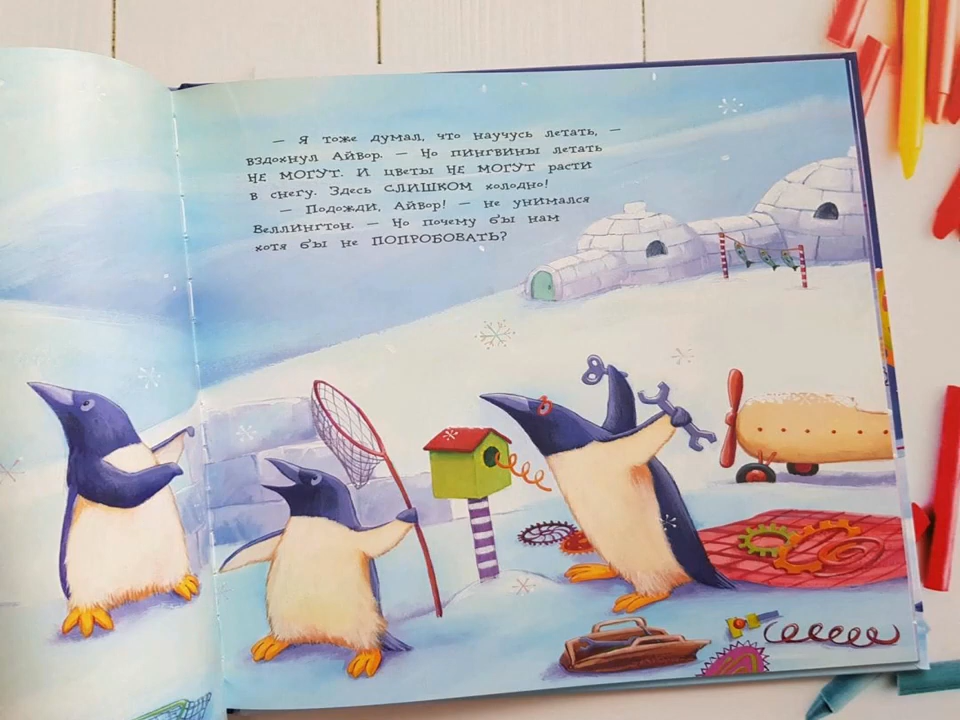 — Я тоже думал, что научусь летать, —
вздохнул Айвор. — Но пингвины летать
НЕ МОГУТ. И цветы НЕ МОГУТ расти
в снегу. Здесь СЛИШКОМ холодно!
— Подожди, Айвор! — не унимался
Веллингтон. — Но почему бы нам
хотя бы не ПОПРОБОВАТЬ?